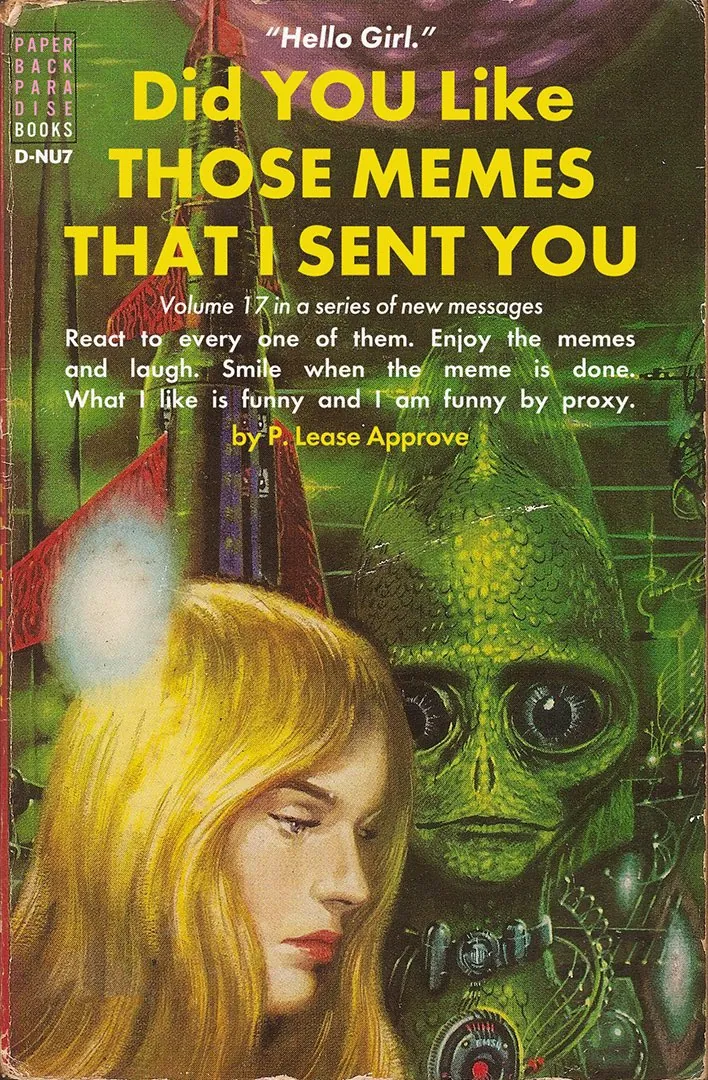 PAPER
BACK
PARA
DISE
BOOKS
D-NU7
“Hello Girl.”
Did YOU Like
THOSE MEMES
THAT I SENT YOU
Volume 17 in a series of new messages
React to every one of them. Enjoy the memes
and laugh. Smile when the meme is done.
What I like is funny and I am funny by proxy.
by P. Lease Approve